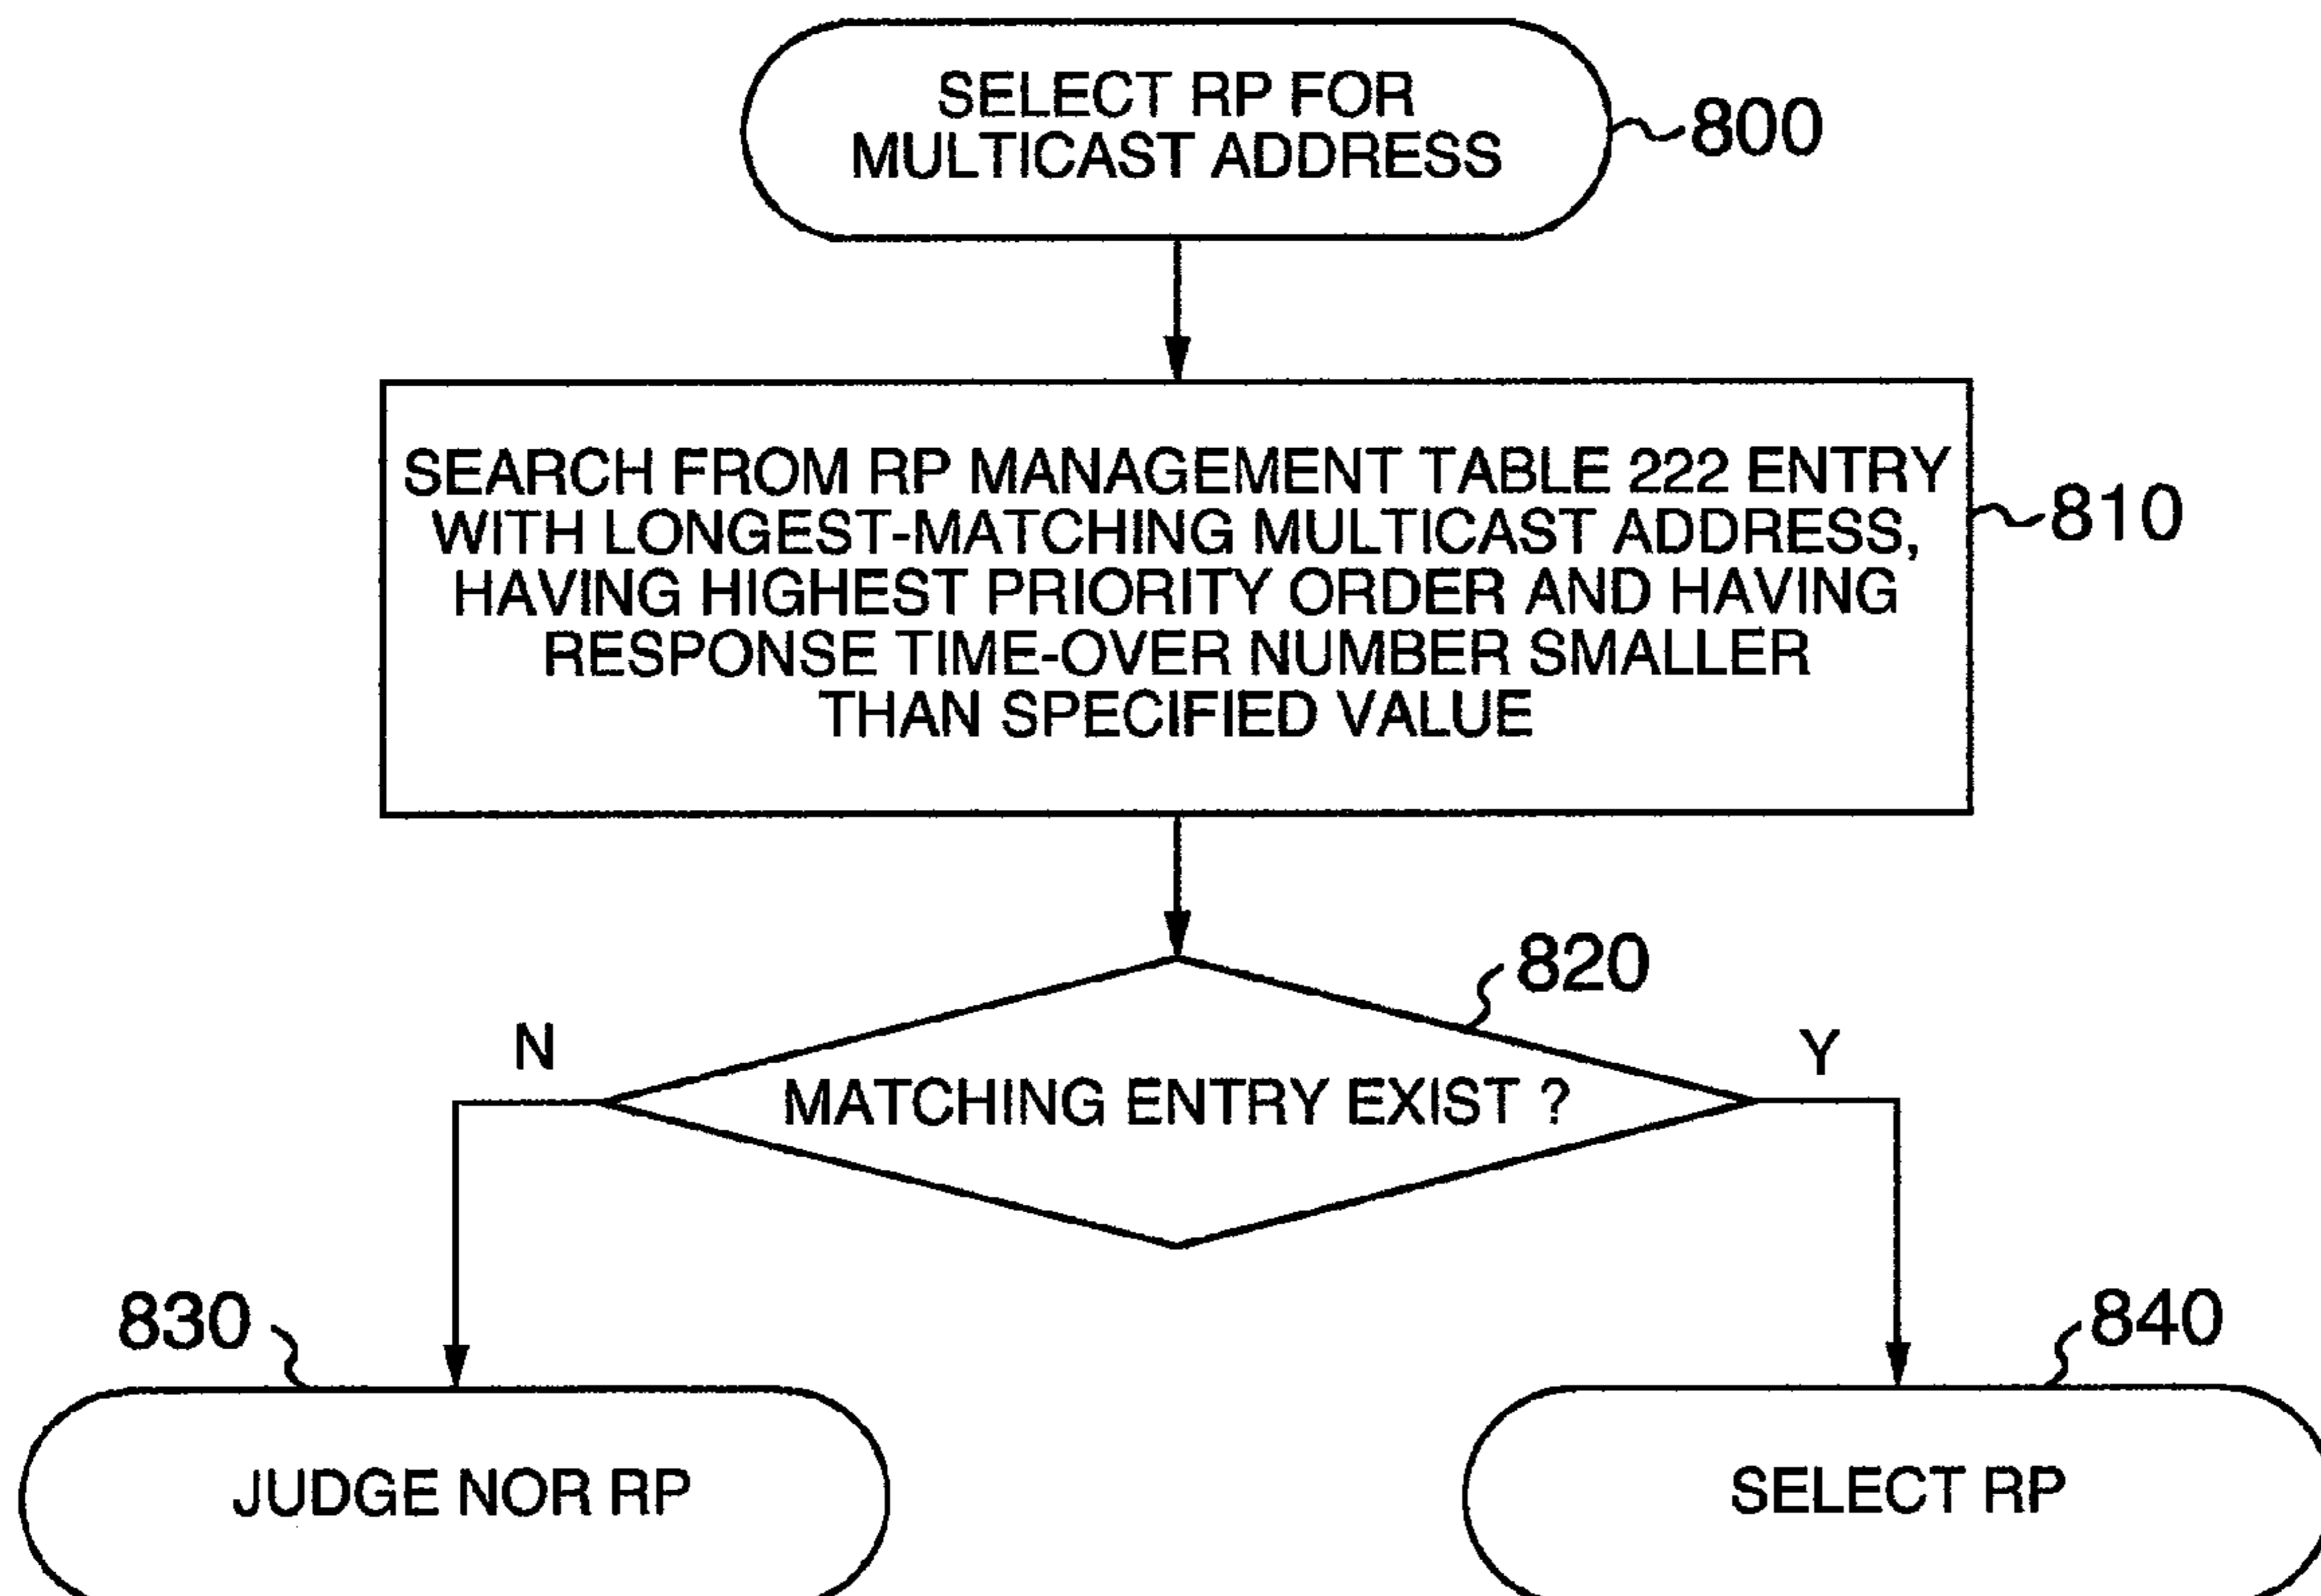 SELECT RP FOR
MULTICAST ADDRESS
800
SEARCH FROM RP MANAGEMENT TABLE 222 ENTRY
WITH LONGEST-MATCHING MULTICAST ADDRESS,
HAVING HIGHEST PRIORITY ORDER AND HAVING
RESPONSE TIME-OVER NUMBER SMALLER
THAN SPECIFIED VALUE
810
820
N
Y
MATCHING ENTRY EXIST ?
830
840
JUDGE NOR RP
SELECT RP